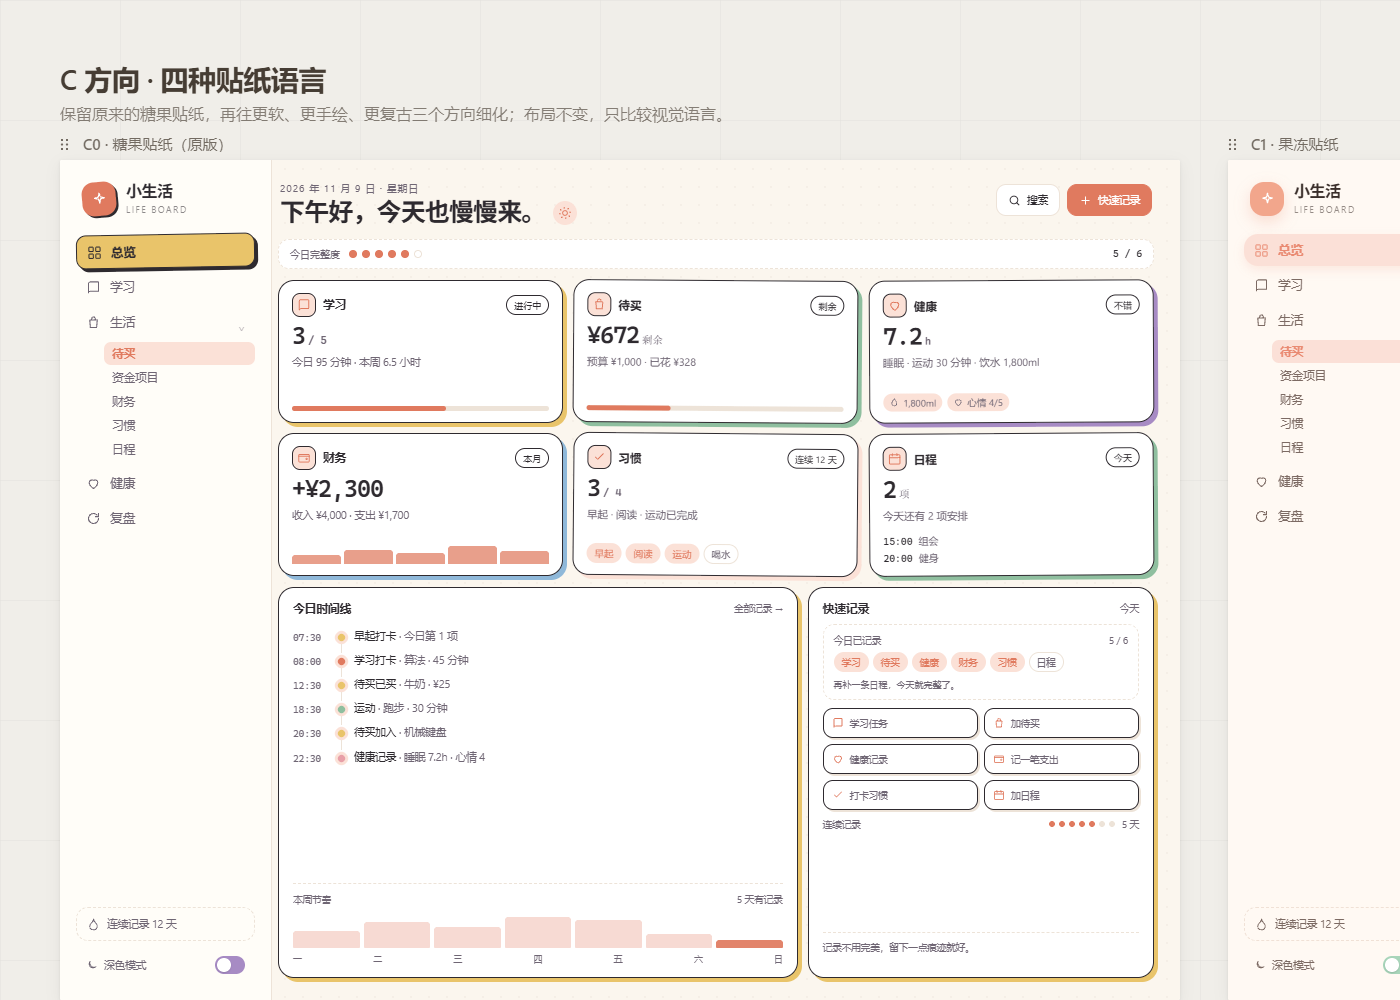 C 方向 · 四种贴纸语言
保留原来的糖果贴纸，再往更软、更手绘、更复古三个方向细化；布局不变，只比较视觉语言。
C0 · 糖果贴纸（原版）
小生活
LIFE BOARD
总览
学习
生活
待买
资金项目
财务
习惯
日程
健康
复盘
连续记录 12 天
深色模式
2026 年 11 月 9 日 · 星期日
下午好，今天也慢慢来。
搜索
快速记录
今日完整度
5 / 6
学习
进行中
3 / 5
今日 95 分钟 · 本周 6.5 小时
待买
剩余
¥672 剩余
预算 ¥1,000 · 已花 ¥328
健康
不错
7.2 h
睡眠 · 运动 30 分钟 · 饮水 1,800ml
1,800ml
心情 4/5
财务
本月
+¥2,300
收入 ¥4,000 · 支出 ¥1,700
习惯
连续 12 天
3 / 4
早起 · 阅读 · 运动已完成
早起
阅读
运动
喝水
日程
今天
2 项
今天还有 2 项安排
15:00 组会
20:00 健身
今日时间线
全部记录 →
07:30 早起打卡 · 今日第 1 项
08:00 学习打卡 · 算法 · 45 分钟
12:30 待买已买 · 牛奶 · ¥25
18:30 运动 · 跑步 · 30 分钟
20:30 待买加入 · 机械键盘
22:30 健康记录 · 睡眠 7.2h · 心情 4
本周节奏
5 天有记录
一 二 三 四 五 六 日
快速记录
今天
今日已记录
5 / 6
学习
待买
健康
财务
习惯
日程
再补一条日程，今天就完整了。
学习任务
加待买
健康记录
记一笔支出
打卡习惯
加日程
连续记录
5 天
记录不用完美，留下一点痕迹就好。
C1 · 果冻贴纸
小生活
LIFE BOARD
总览
学习
生活
待买
资金项目
财务
习惯
日程
健康
复盘
连续记录 12 天
深色模式